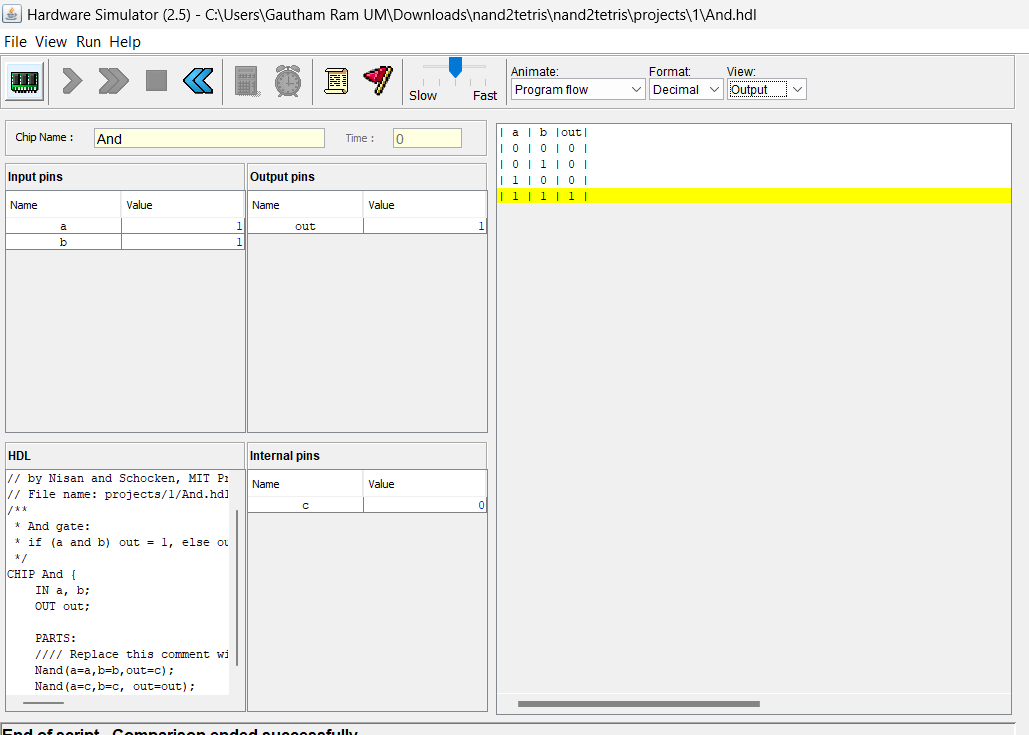 Hardware Simulator (2.5) - C:\Users\Gautham Ram UM\Downloads\nand2tetris\nand2tetris\projects\1\And.hdl
File View Run Help
Slow Fast
Animate: Format: View:
Program flow Decimal Output
Chip Name : And Time : 0
Input pins
Name Value
a 1
b 1
Output pins
Name Value
out 1
HDL
// by Nisan and Schocken, MIT Pr
// File name: projects/1/And.hdl
/**
* And gate:
* if (a and b) out = 1, else ou
*/
CHIP And {
IN a, b;
OUT out;
PARTS:
//// Replace this comment wi
Nand(a=a,b=b,out=c);
Nand(a=c,b=c, out=out);
Internal pins
Name Value
c 0
| a | b |out|
| 0 | 0 | 0 |
| 0 | 1 | 0 |
| 1 | 0 | 0 |
| 1 | 1 | 1 |
End of script - Comparison ended successfully